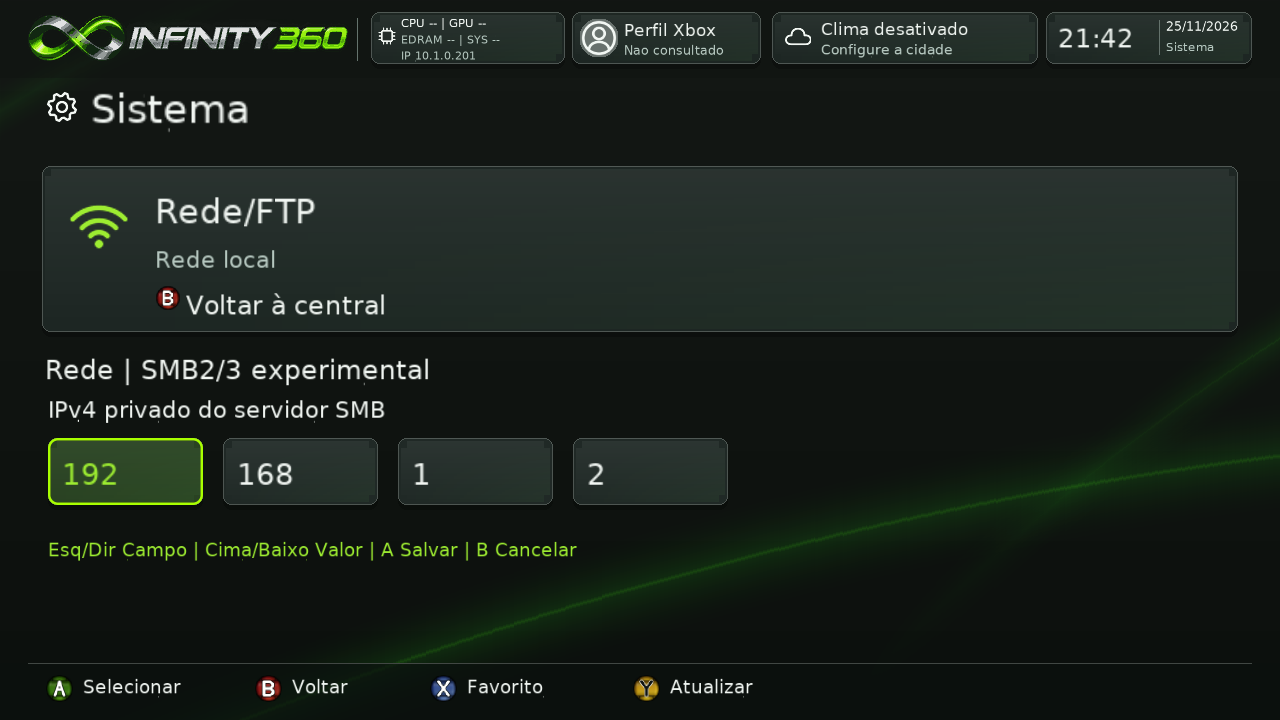 INFINITY 360
CPU -- | GPU --
EDRAM -- | SYS --
IP 10.1.0.201
Perfil Xbox
Nao consultado
Clima desativado
Configure a cidade
21:42
25/11/2026
Sistema
Sistema
Rede/FTP
Rede local
B Voltar à central
Rede | SMB2/3 experimental
IPv4 privado do servidor SMB
192 168 1 2
Esq/Dir Campo | Cima/Baixo Valor | A Salvar | B Cancelar
A Selecionar B Voltar X Favorito Y Atualizar